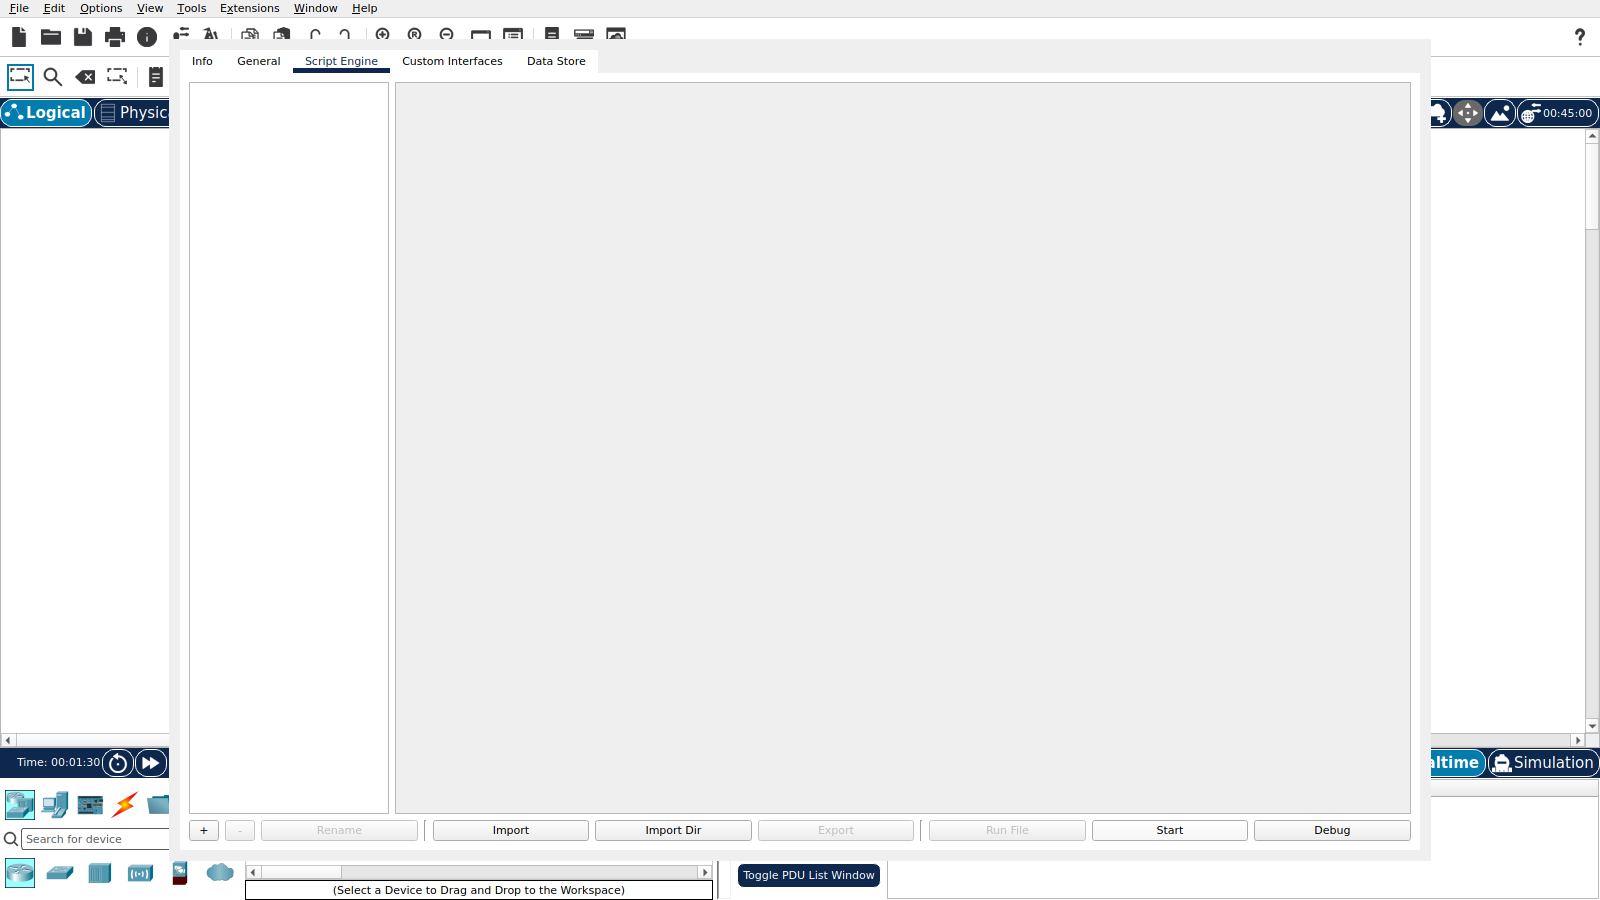 File Edit Options View Tools Extensions Window Help
Info General Script Engine Custom Interfaces Data Store
Logical
00:45:00
Time: 00:01:30
Simulation
Search for device
+ - Rename Import Import Dir Export Run File Start Debug
Toggle PDU List Window
(Select a Device to Drag and Drop to the Workspace)